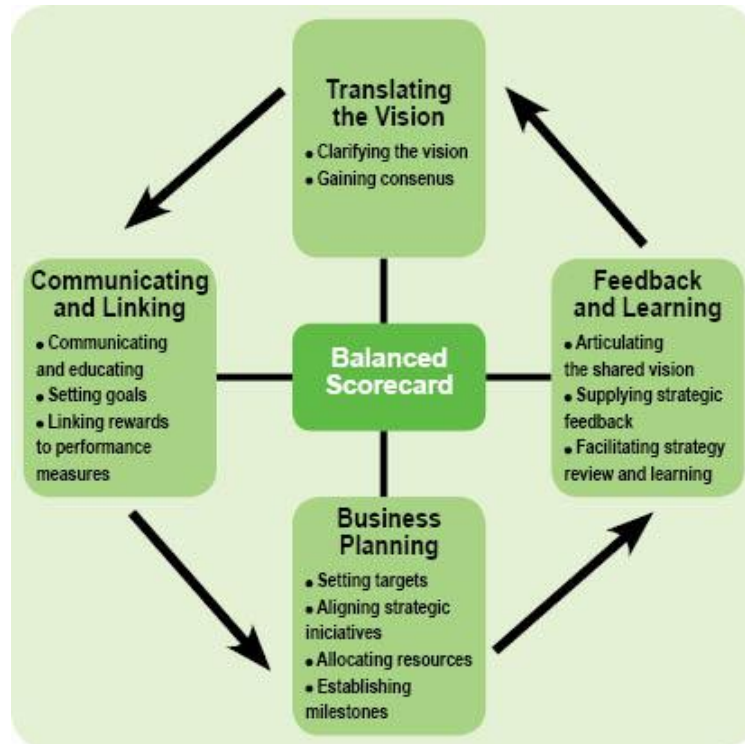 Translating
the Vision
• Clarifying the vision
• Gaining consenus
Communicating
and Linking
• Communicating
and educating
• Setting goals
• Linking rewards
to performance
measures
Balanced
Scorecard
Feedback
and Learning
• Articulating
the shared vision
• Supplying strategic
feedback
• Facilitating strategy
review and learning
Business
Planning
• Setting targets
• Aligning strategic
iniciatives
• Allocating resources
• Establishing
milestones